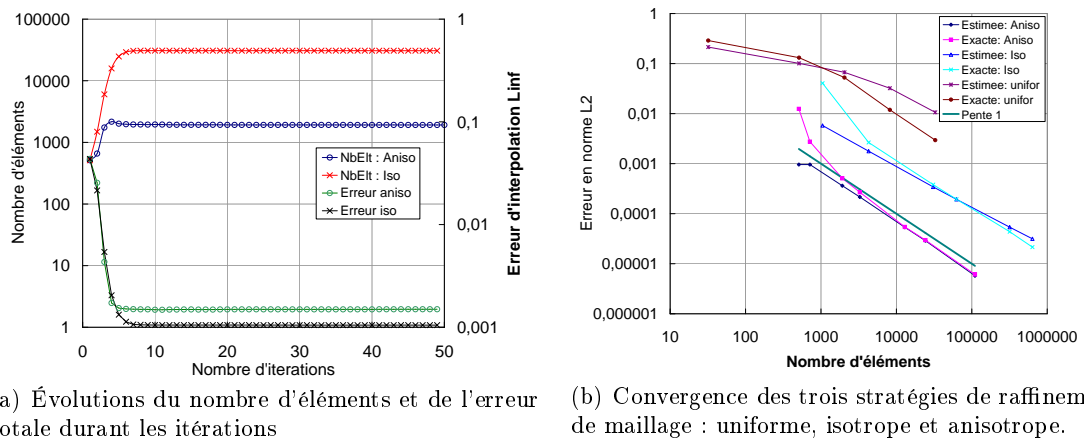 100000
10000
1000
100
10
1
Nombre d'éléments
0
10
20
30
40
50
Nombre d'iterations
1
0,1
0,01
0,001
Erreur d'interpolation Linf
NbElt : Aniso
NbElt : Iso
Erreur aniso
Erreur iso
a) Évolutions du nombre d'éléments et de l'erreur
otale durant les itérations
1
0,1
0,01
0,001
0,0001
0,00001
0,000001
Erreur en norme L2
10
100
1000
10000
100000
1000000
Nombre d'éléments
Estimee: Aniso
Exacte: Aniso
Estimee: Iso
Exacte: Iso
Estimee: unifor
Exacte: unifor
Pente 1
(b) Convergence des trois stratégies de raffinem
de maillage : uniforme, isotrope et anisotrope.